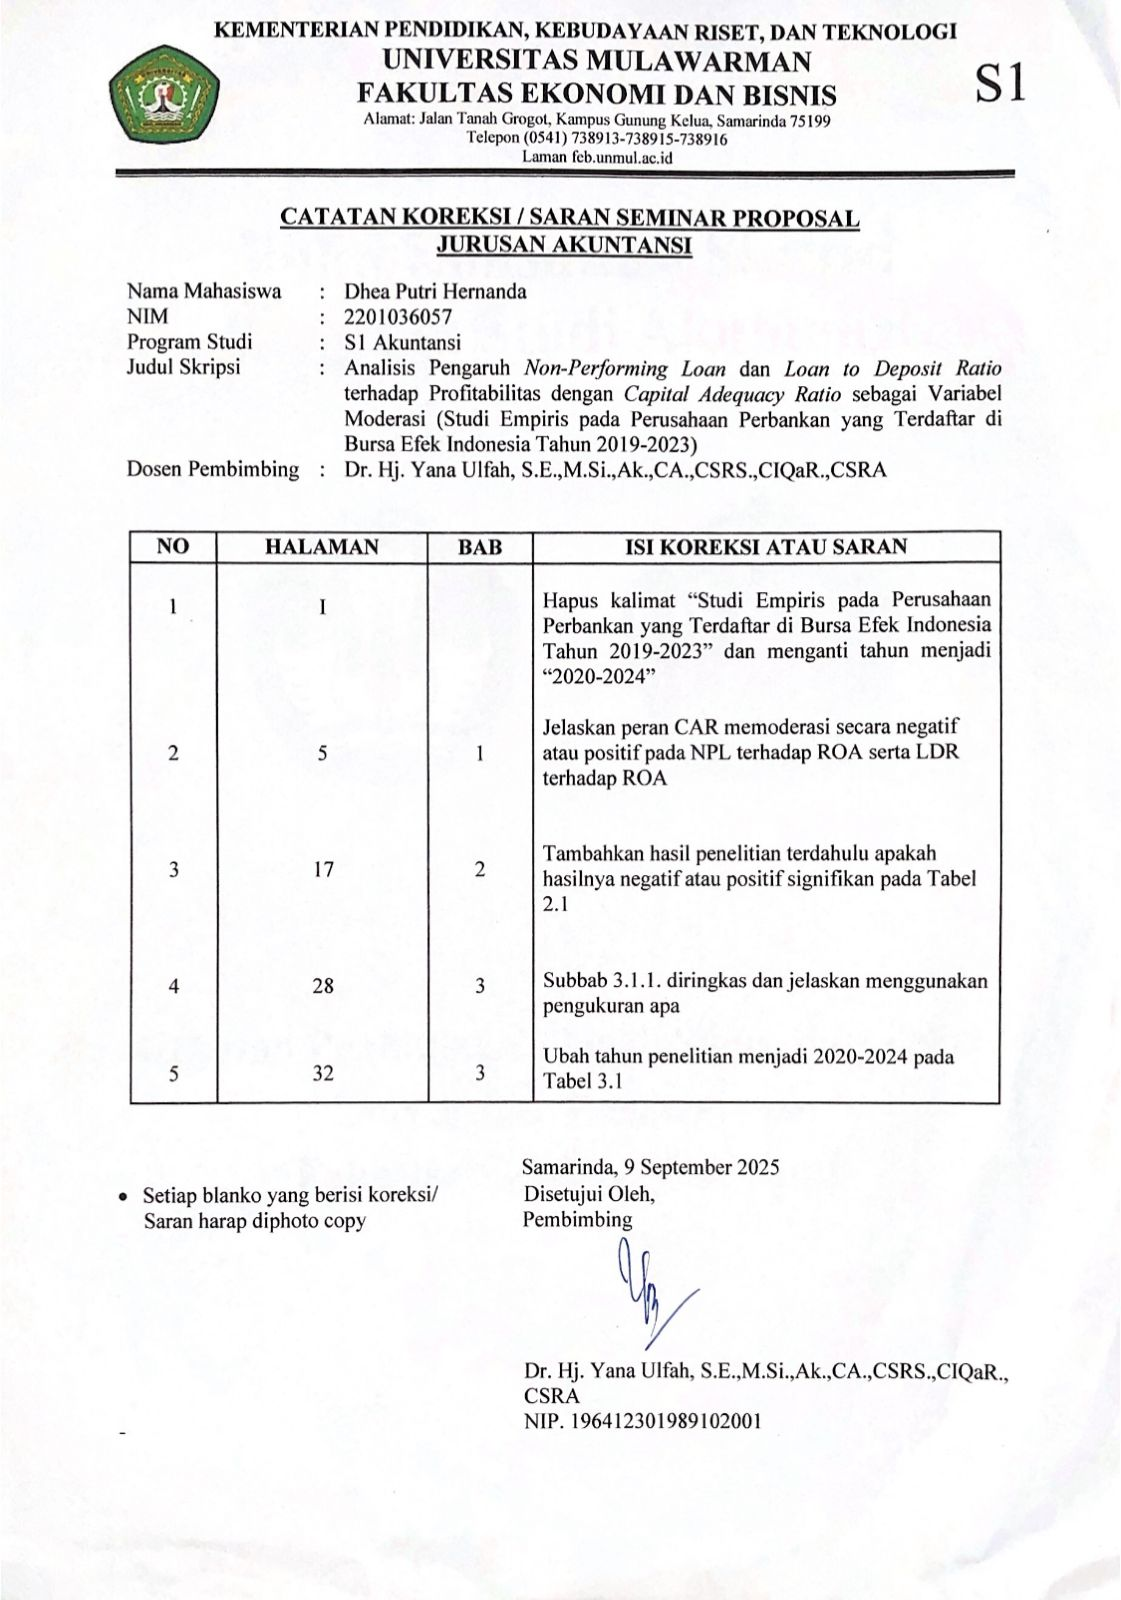 KEMENTERIAN PENDIDIKAN, KEBUDAYAAN RISET, DAN TEKNOLOGI
UNIVERSITAS MULAWARMAN
FAKULTAS EKONOMI DAN BISNIS
S1
Alamat: Jalan Tanah Grogot, Kampus Gunung Kelua, Samarinda 75199
Telepon (0541) 738913-738915-738916
Laman feb.unmul.ac.id
CATATAN KOREKSI / SARAN SEMINAR PROPOSAL
JURUSAN AKUNTANSI
Nama Mahasiswa : Dhea Putri Hernanda
NIM : 2201036057
Program Studi : S1 Akuntansi
Judul Skripsi : Analisis Pengaruh Non-Performing Loan dan Loan to Deposit Ratio
terhadap Profitabilitas dengan Capital Adequacy Ratio sebagai Variabel
Moderasi (Studi Empiris pada Perusahaan Perbankan yang Terdaftar di
Bursa Efek Indonesia Tahun 2019-2023)
Dosen Pembimbing : Dr. Hj. Yana Ulfah, S.E.,M.Si.,Ak.,CA.,CSRS.,CIQaR.,CSRA
NO HALAMAN BAB ISI KOREKSI ATAU SARAN
1 I Hapus kalimat “Studi Empiris pada Perusahaan
Perbankan yang Terdaftar di Bursa Efek Indonesia
Tahun 2019-2023” dan menganti tahun menjadi
“2020-2024”
2 5 1 Jelaskan peran CAR memoderasi secara negatif
atau positif pada NPL terhadap ROA serta LDR
terhadap ROA
3 17 2 Tambahkan hasil penelitian terdahulu apakah
hasilnya negatif atau positif signifikan pada Tabel
2.1
4 28 3 Subbab 3.1.1. diringkas dan jelaskan menggunakan
pengukuran apa
5 32 3 Ubah tahun penelitian menjadi 2020-2024 pada
Tabel 3.1
Samarinda, 9 September 2025
• Setiap blanko yang berisi koreksi/
Saran harap diphoto copy
Disetujui Oleh,
Pembimbing
Dr. Hj. Yana Ulfah, S.E.,M.Si.,Ak.,CA.,CSRS.,CIQaR.,
CSRA
NIP. 196412301989102001